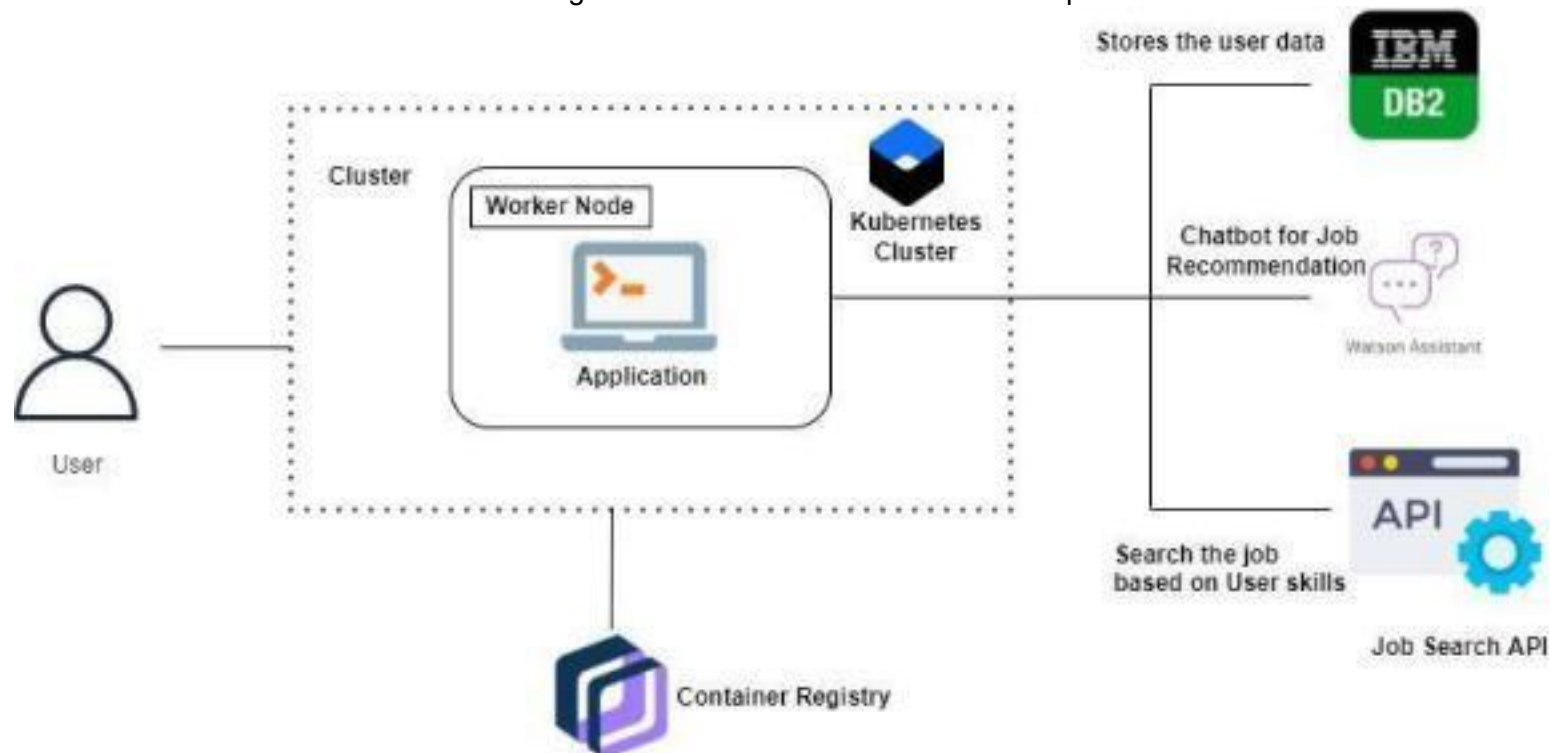 Stores the user data
IBM
DB2
Cluster
Worker Node
Kubernetes
Cluster
Application
Chatbot for Job
Recommendation
?
Watson Assistant
User
API
Search the job
based on User skills
Job Search API
Container Registry